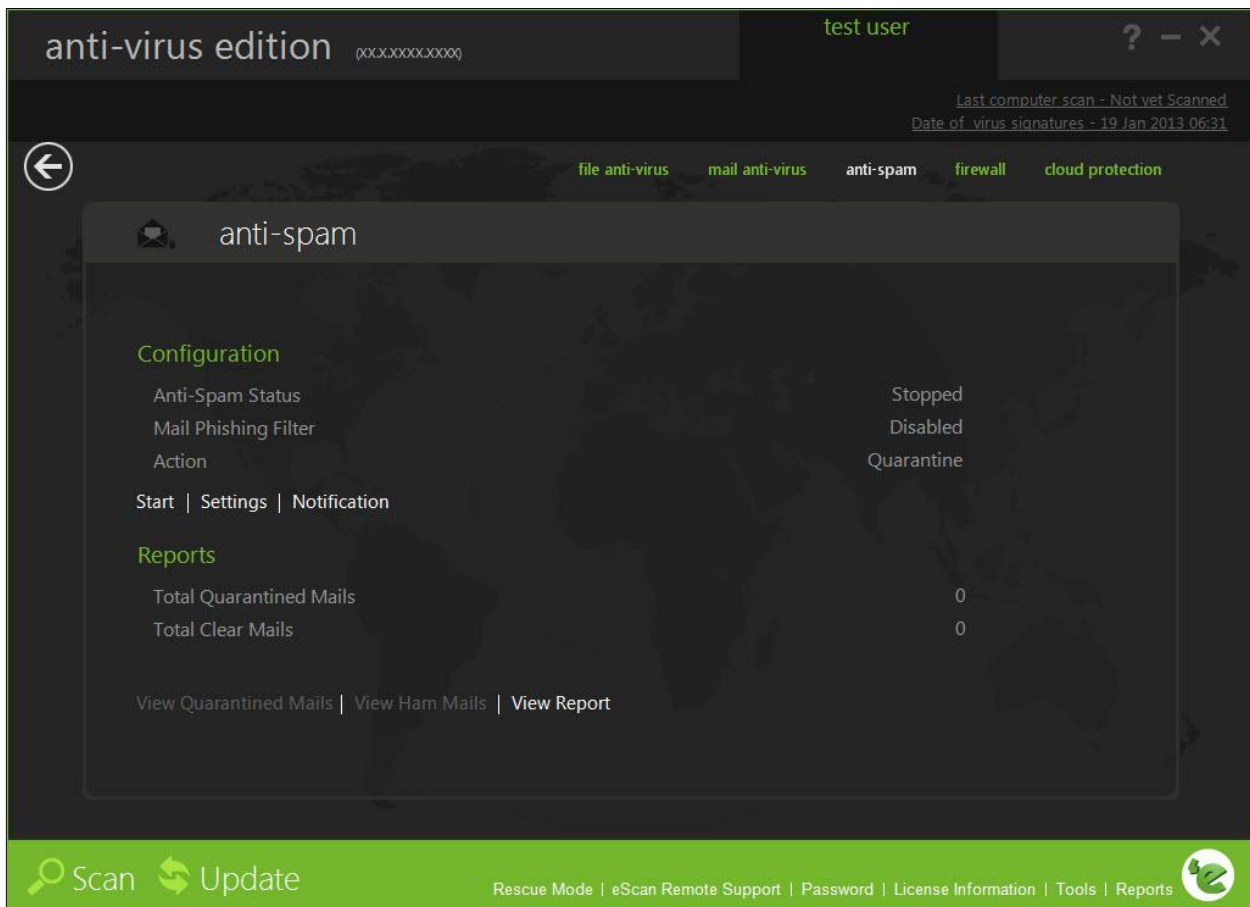 anti-virus edition (xx.x.xxxx.xxxx)
test user
? – ×
Last computer scan - Not yet Scanned
Date of virus signatures - 19 Jan 2013 06:31
file anti-virus mail anti-virus anti-spam firewall cloud protection
anti-spam
Configuration
Anti-Spam Status Stopped
Mail Phishing Filter Disabled
Action Quarantine
Start | Settings | Notification
Reports
Total Quarantined Mails 0
Total Clear Mails 0
View Quarantined Mails | View Ham Mails | View Report
Scan Update
Rescue Mode | eScan Remote Support | Password | License Information | Tools | Reports